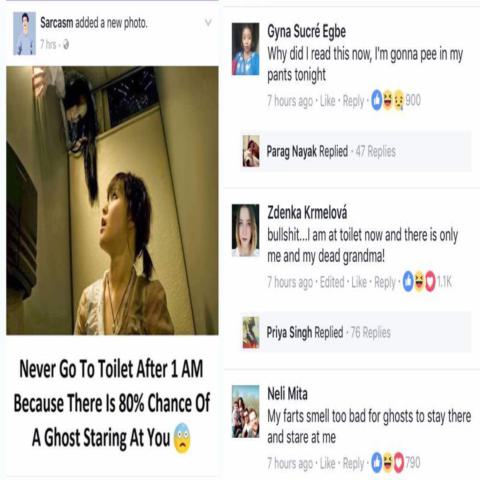 Sarcasm added a new photo.
7 hrs ·
Never Go To Toilet After 1 AM
Because There Is 80% Chance Of
A Ghost Staring At You 😨
Gyna Sucré Egbe
Why did I read this now, I'm gonna pee in my
pants tonight
7 hours ago · Like · Reply · 900
Parag Nayak Replied · 47 Replies
Zdenka Krmelová
bullshit...I am at toilet now and there is only
me and my dead grandma!
7 hours ago · Edited · Like · Reply · 1.1K
Priya Singh Replied · 76 Replies
Neli Mita
My farts smell too bad for ghosts to stay there
and stare at me
7 hours ago · Like · Reply · 790